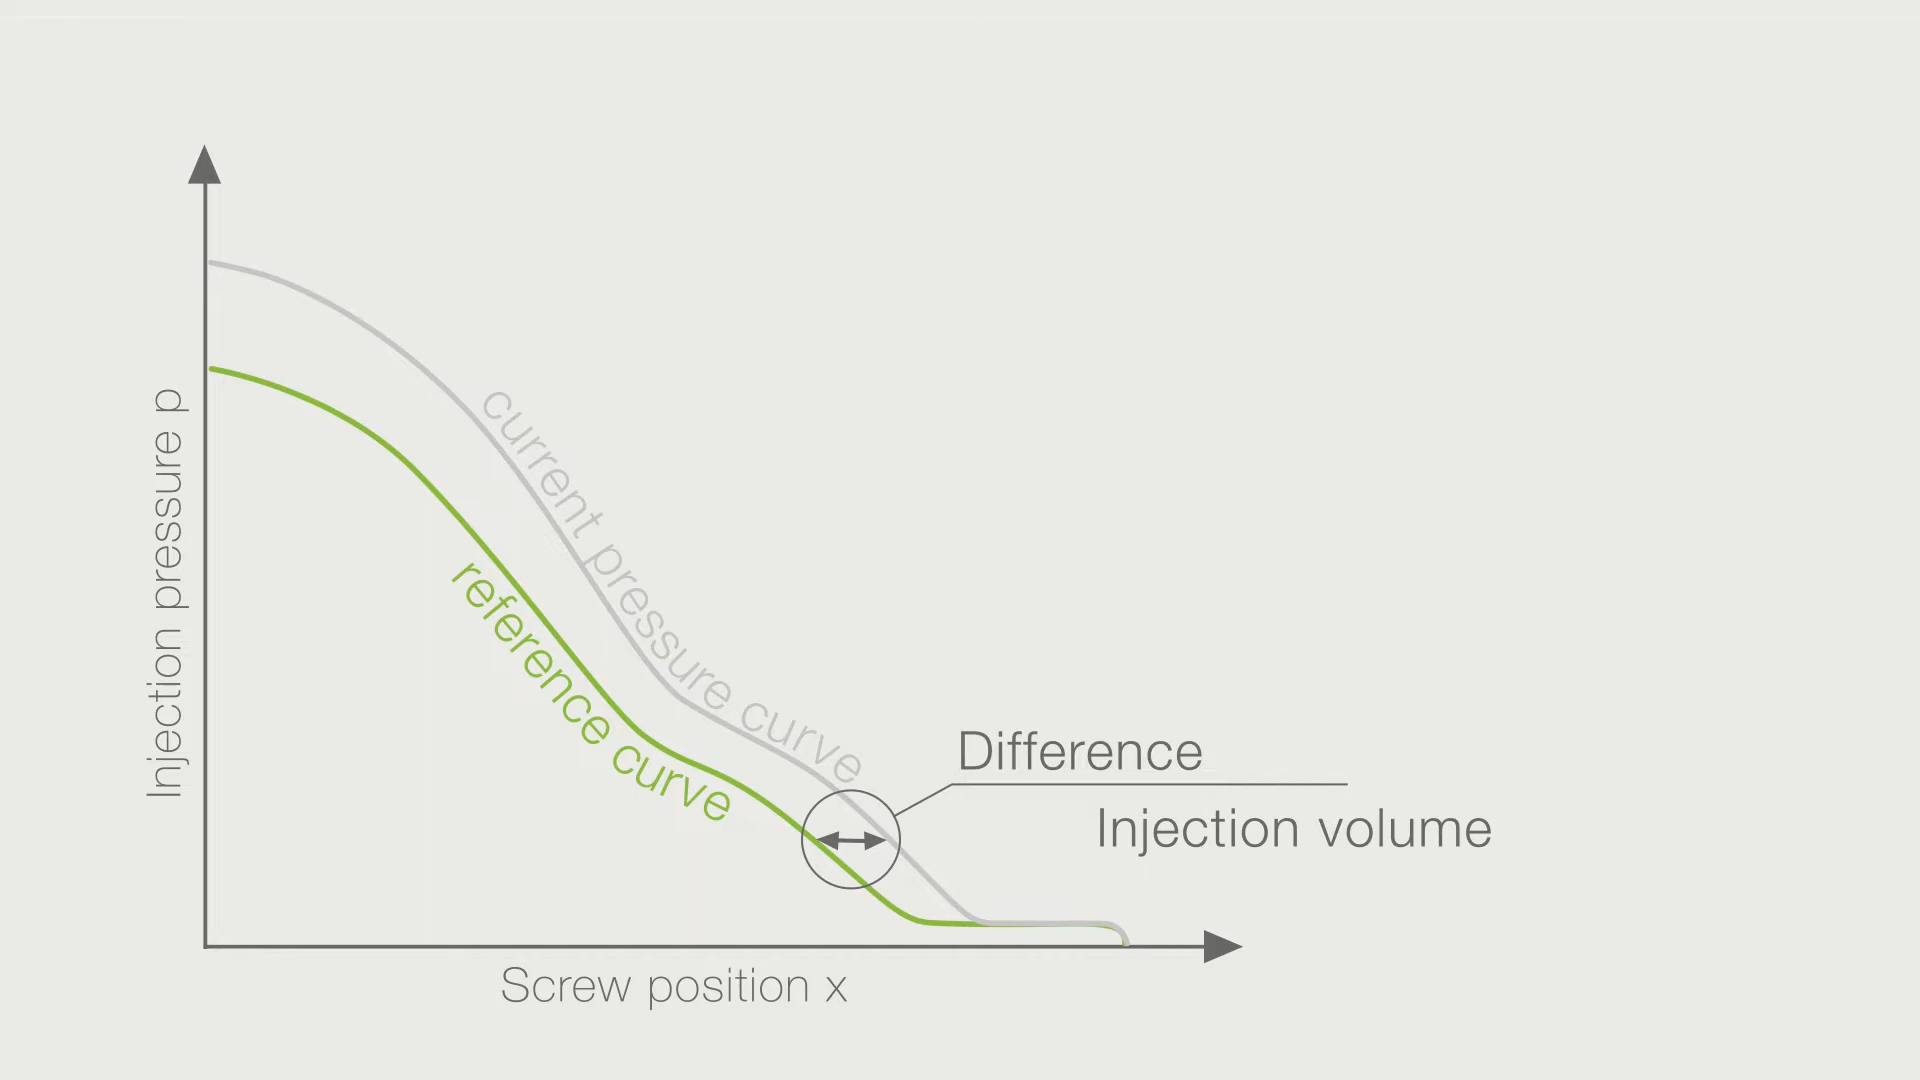 Injection pressure p
current pressure curve
reference curve
Difference
Injection volume
Screw position x